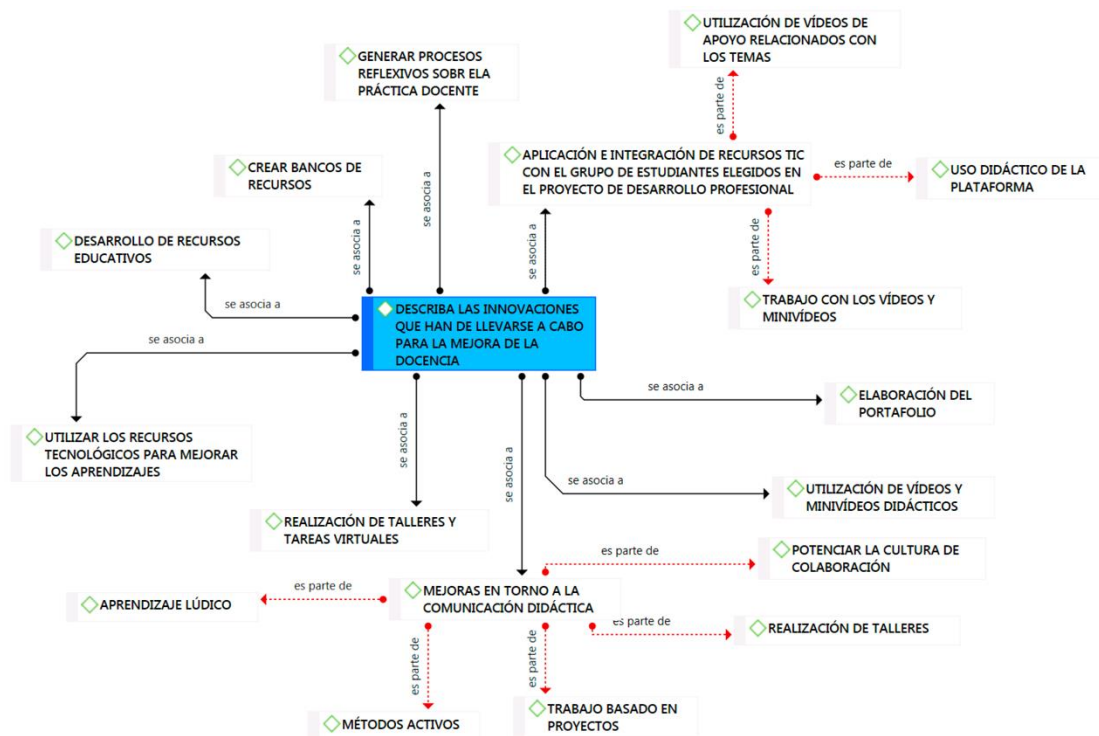 UTILIZACIÓN DE VÍDEOS DE
APOYO RELACIONADOS CON
LOS TEMAS
GENERAR PROCESOS
REFLEXIVOS SOBR ELA
PRÁCTICA DOCENTE
es parte de
CREAR BANCOS DE
RECURSOS
se asocia a
APLICACIÓN E INTEGRACIÓN DE RECURSOS TIC
CON EL GRUPO DE ESTUDIANTES ELEGIDOS EN
EL PROYECTO DE DESARROLLO PROFESIONAL
es parte de
USO DIDÁCTICO DE LA
PLATAFORMA
DESARROLLO DE RECURSOS
EDUCATIVOS
se asocia a
se asocia a
es parte de
se asocia a
TRABAJO CON LOS VÍDEOS Y
MINIVÍDEOS
DESCRIBA LAS INNOVACIONES
QUE HAN DE LLEVARSE A CABO
PARA LA MEJORA DE LA
DOCENCIA
se asocia a
se asocia a
ELABORACIÓN DEL
PORTAFOLIO
UTILIZAR LOS RECURSOS
TECNOLÓGICOS PARA MEJORAR
LOS APRENDIZAJES
se asocia a
se asocia a
se asocia a
UTILIZACIÓN DE VÍDEOS Y
MINIVÍDEOS DIDÁCTICOS
REALIZACIÓN DE TALLERES Y
TAREAS VIRTUALES
es parte de
POTENCIAR LA CULTURA DE
COLABORACIÓN
es parte de
APRENDIZAJE LÚDICO
MEJORAS EN TORNO A LA
COMUNICACIÓN DIDÁCTICA
es parte de
REALIZACIÓN DE TALLERES
es parte de
es parte de
MÉTODOS ACTIVOS
TRABAJO BASADO EN
PROYECTOS